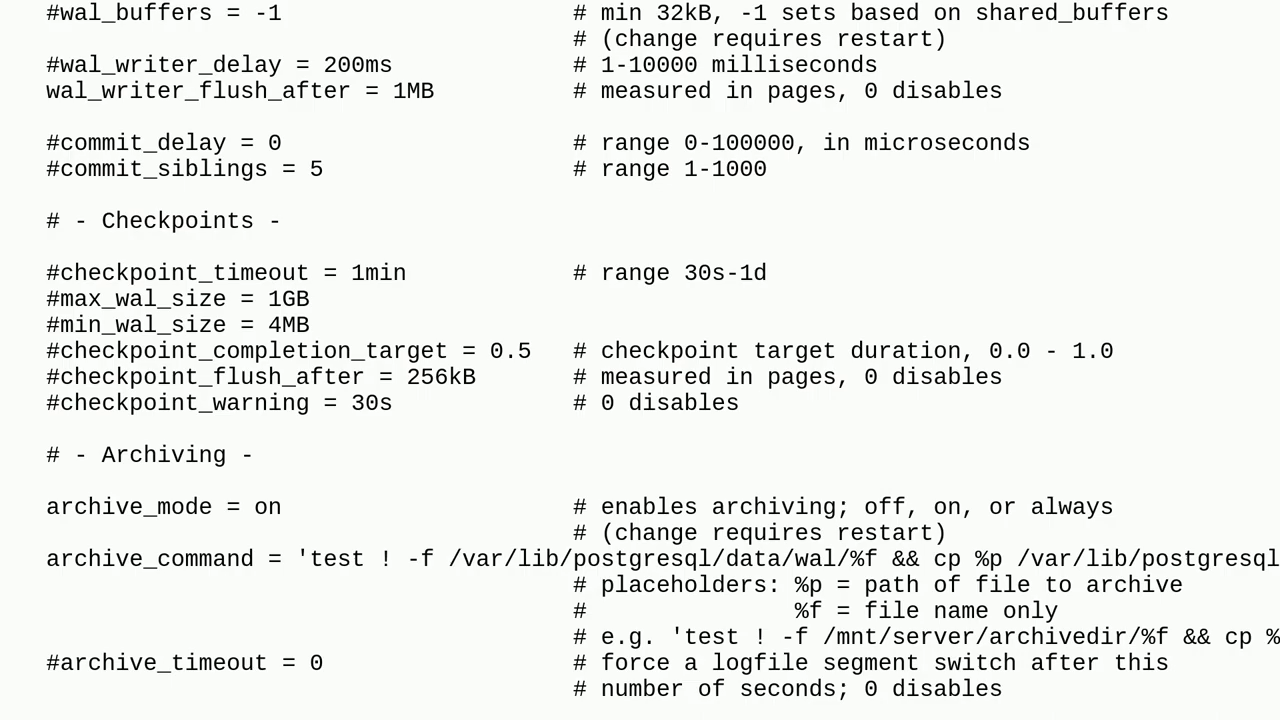 #wal_buffers = -1                     # min 32kB, -1 sets based on shared_buffers
                                      # (change requires restart)
#wal_writer_delay = 200ms             # 1-10000 milliseconds
wal_writer_flush_after = 1MB          # measured in pages, 0 disables

#commit_delay = 0                     # range 0-100000, in microseconds
#commit_siblings = 5                  # range 1-1000

# - Checkpoints -

#checkpoint_timeout = 1min            # range 30s-1d
#max_wal_size = 1GB
#min_wal_size = 4MB
#checkpoint_completion_target = 0.5   # checkpoint target duration, 0.0 - 1.0
#checkpoint_flush_after = 256kB       # measured in pages, 0 disables
#checkpoint_warning = 30s             # 0 disables

# - Archiving -

archive_mode = on                     # enables archiving; off, on, or always
                                      # (change requires restart)
archive_command = 'test ! -f /var/lib/postgresql/data/wal/%f && cp %p /var/lib/postgresql
                                      # placeholders: %p = path of file to archive
                                      #               %f = file name only
                                      # e.g. 'test ! -f /mnt/server/archivedir/%f && cp %
#archive_timeout = 0                  # force a logfile segment switch after this
                                      # number of seconds; 0 disables